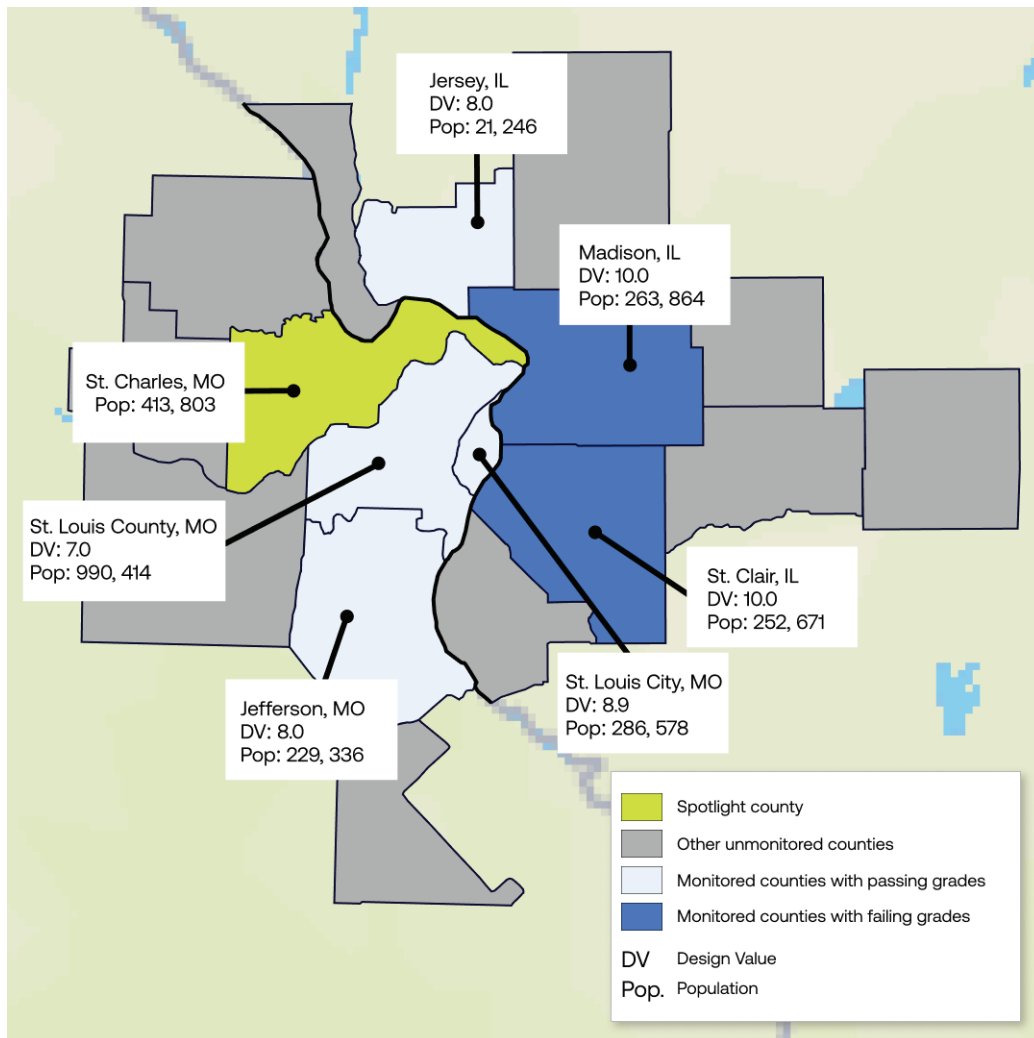 Jersey, IL
DV: 8.0
Pop: 21, 246
Madison, IL
DV: 10.0
Pop: 263, 864
St. Charles, MO
Pop: 413, 803
St. Louis County, MO
DV: 7.0
Pop: 990, 414
St. Clair, IL
DV: 10.0
Pop: 252, 671
St. Louis City, MO
DV: 8.9
Pop: 286, 578
Jefferson, MO
DV: 8.0
Pop: 229, 336
Spotlight county
Other unmonitored counties
Monitored counties with passing grades
Monitored counties with failing grades
DV Design Value
Pop. Population